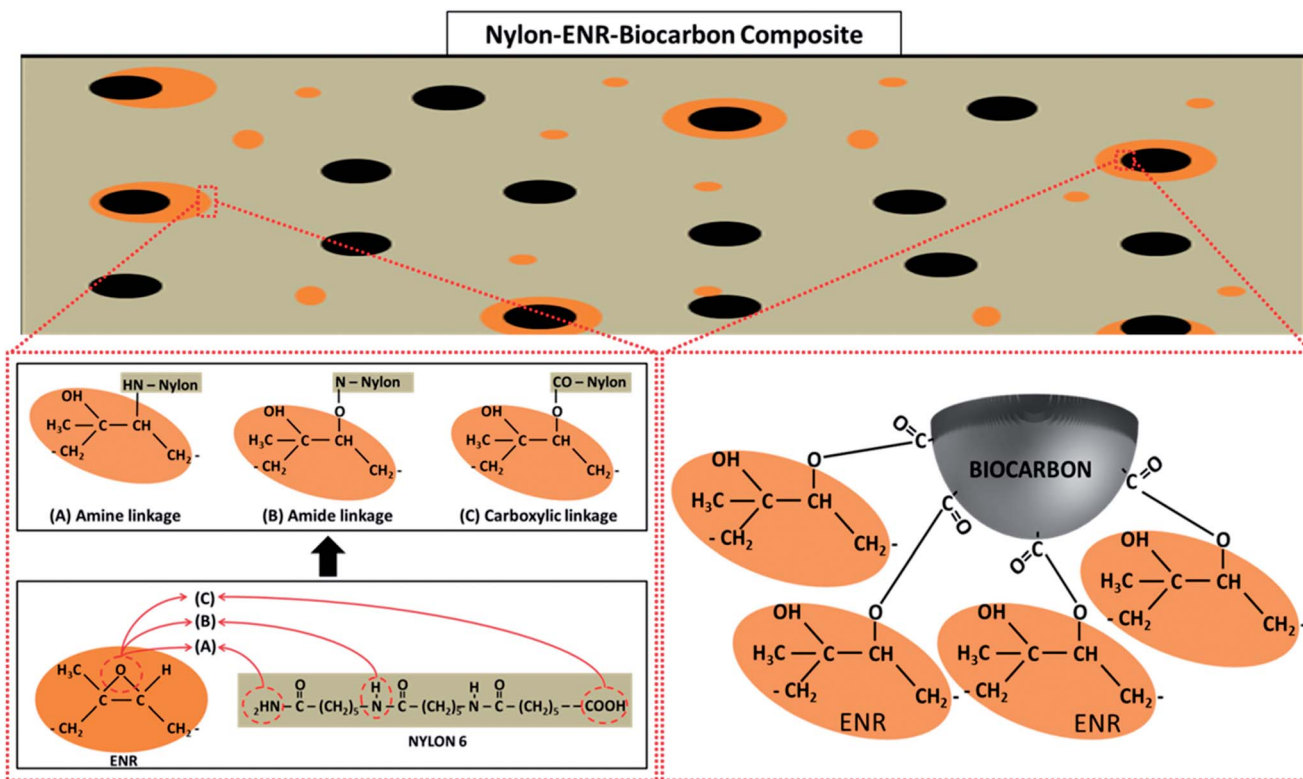 Nylon-ENR-Biocarbon Composite
HN – Nylon
OH
H₃C – C – CH
- CH₂ CH₂ -
(A) Amine linkage
N – Nylon
O
OH
H₃C – C – CH
- CH₂ CH₂ -
(B) Amide linkage
CO – Nylon
O
OH
H₃C – C – CH
- CH₂ CH₂ -
(C) Carboxylic linkage
(C)
(B)
(A)
H₃C O H
C – C
- CH₂ CH₂ -
ENR
O H O H O
₂HN – C – (CH₂)₅ – N – C – (CH₂)₅ – N – C – (CH₂)₅ – – COOH
NYLON 6
BIOCARBON
O=C
O=C
C=O
C=O
OH O
H₃C – C – CH
- CH₂ CH₂ -
OH O
H₃C – C – CH
- CH₂ CH₂ -
ENR
OH O
H₃C – C – CH
- CH₂ CH₂ -
ENR
OH O
H₃C – C – CH
- CH₂ CH₂ -